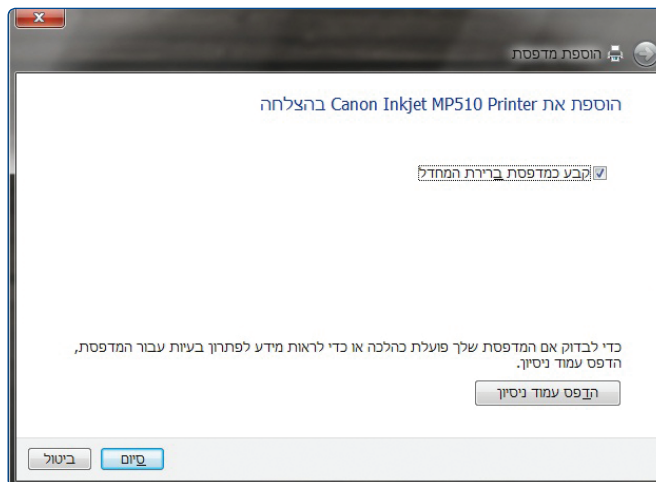 הוספת מדפסת
הוספת את Canon Inkjet MP510 Printer בהצלחה
קבע כמדפסת ברירת המחדל
כדי לבדוק אם המדפסת שלך פועלת כהלכה או כדי לראות מידע לפתרון בעיות עבור המדפסת,
הדפס עמוד ניסיון.
הדפס עמוד ניסיון
סיום
ביטול